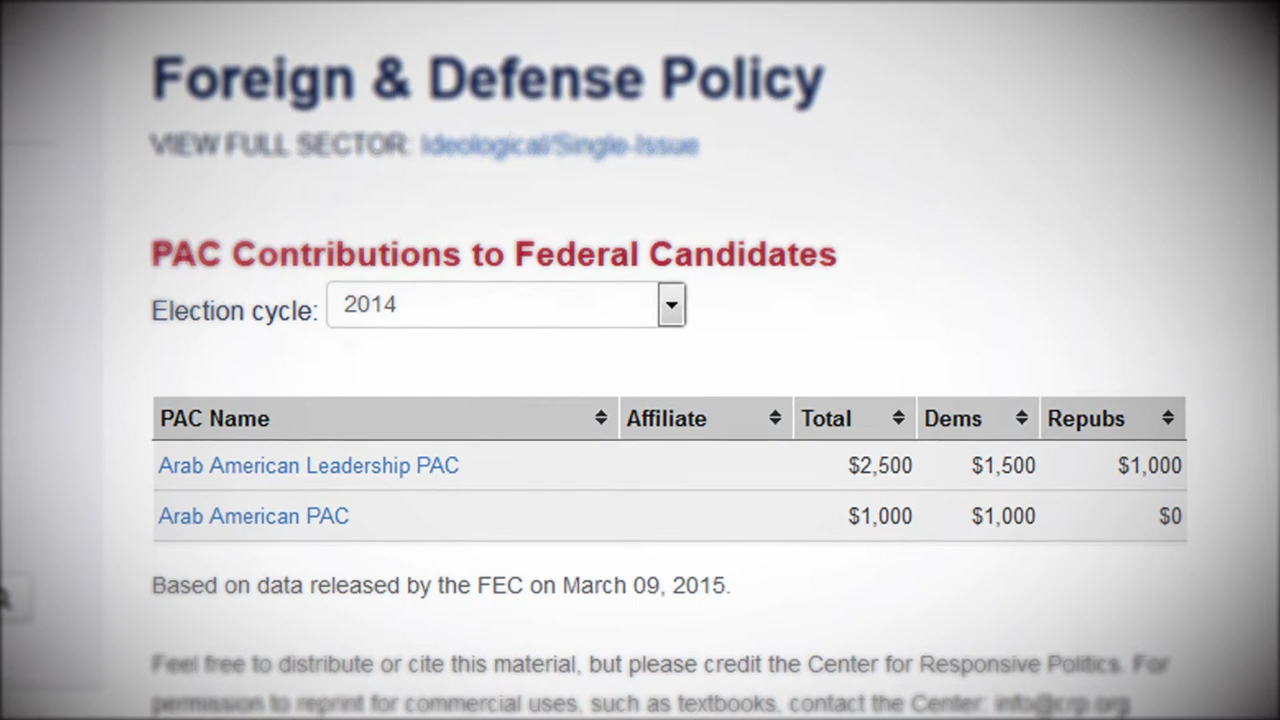 Foreign & Defense Policy
VIEW FULL SECTOR: Ideological/Single-Issue
PAC Contributions to Federal Candidates
Election cycle: 2014
PAC Name Affiliate Total Dems Repubs
Arab American Leadership PAC $2,500 $1,500 $1,000
Arab American PAC $1,000 $1,000 $0
Based on data released by the FEC on March 09, 2015.
Feel free to distribute or cite this material, but please credit the Center for Responsive Politics. For
permission to reprint for commercial uses, such as textbooks, contact the Center: info@crp.org